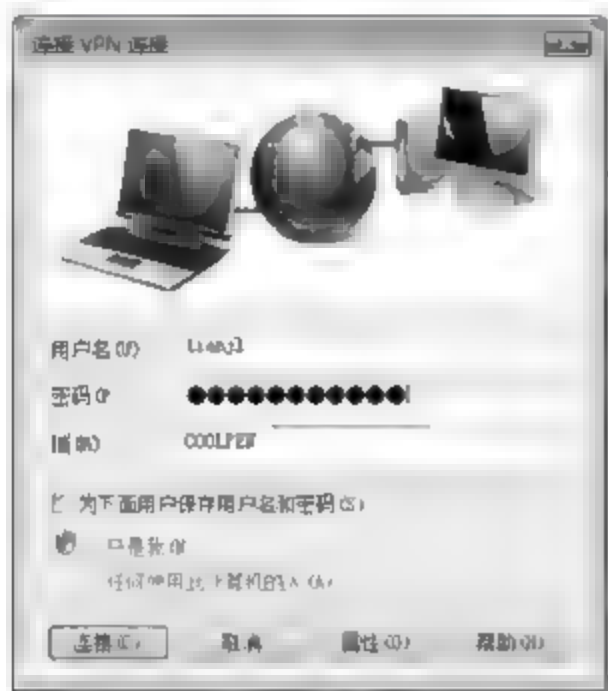 连接 VPN 连接
用户名(U)
密码(P
域(M) COOLPEN
为下面用户保存用户名和密码(S)
只是我(N
任何使用此计算机的人(A)
连接(C) 取消 属性(O) 帮助(H)